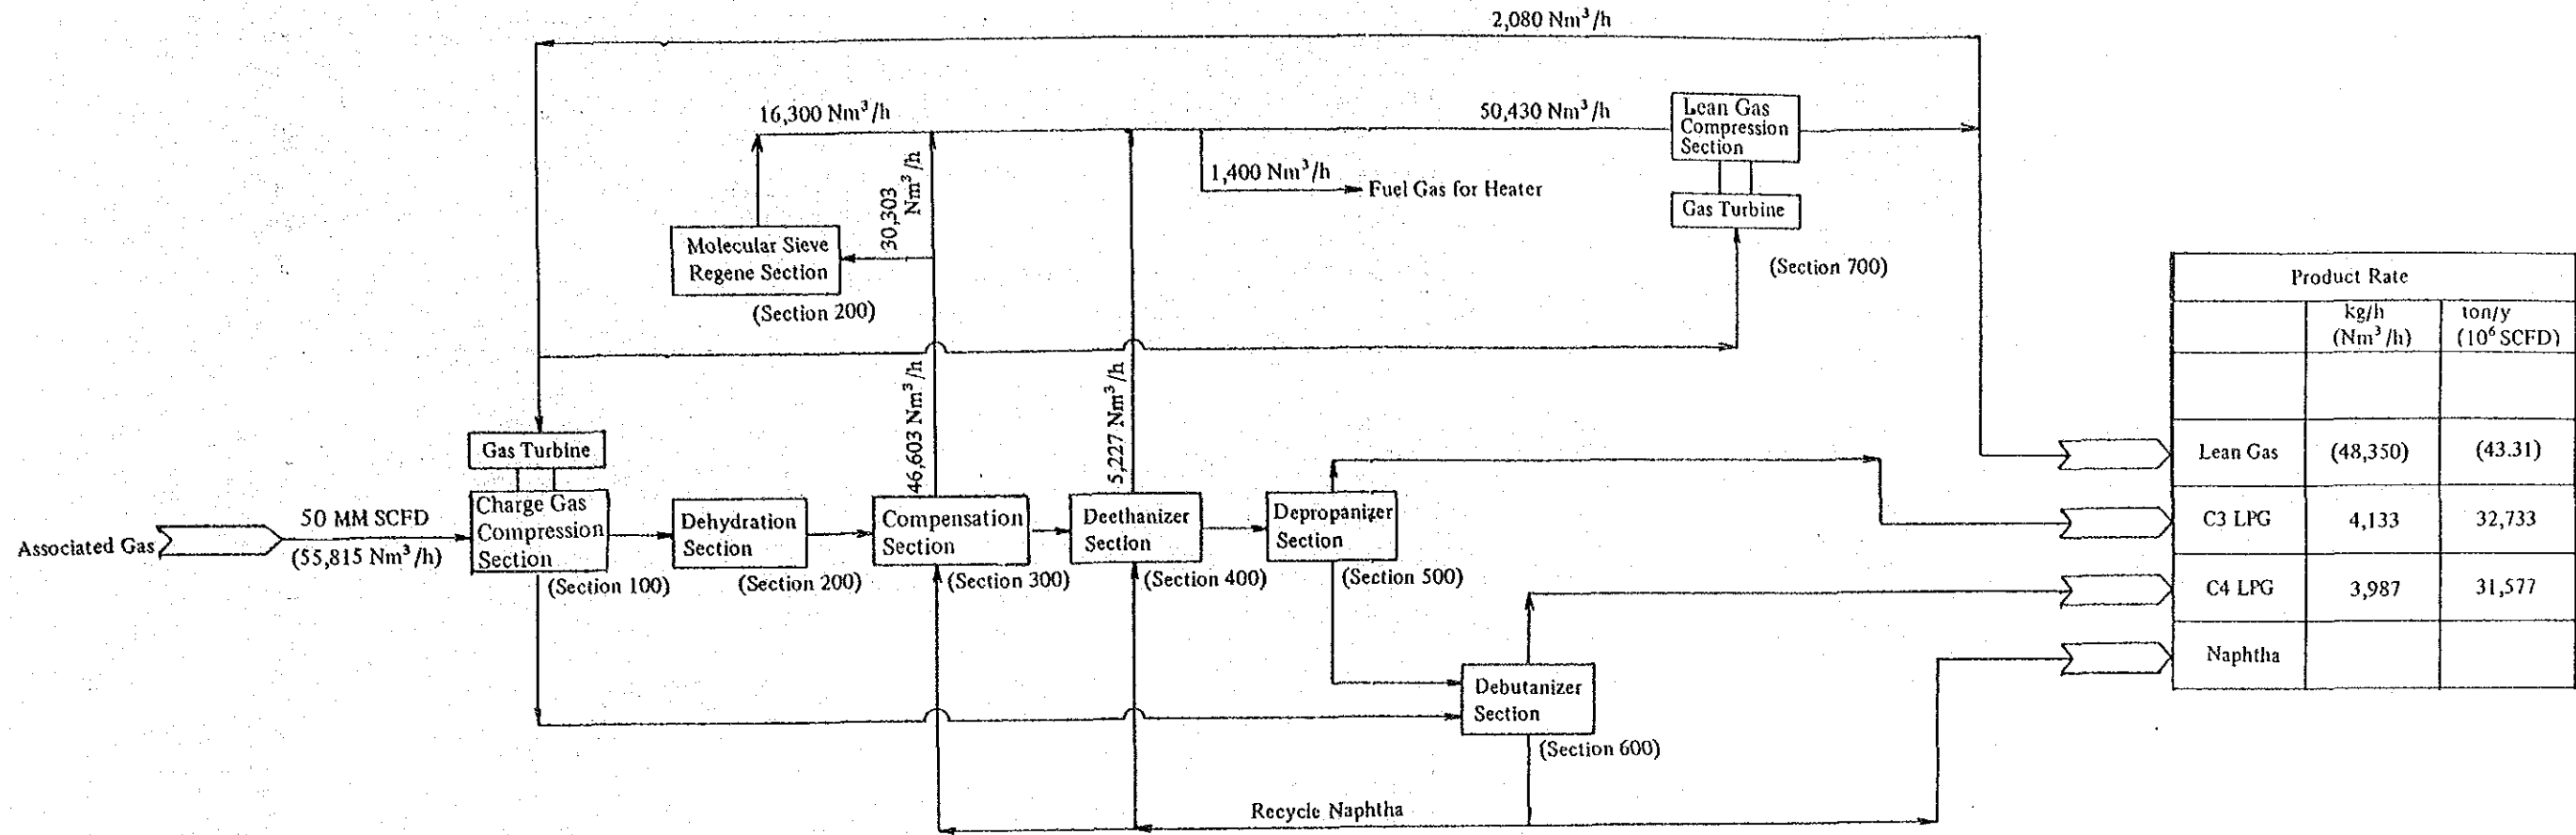 2,080 Nm³/h
16,300 Nm³/h
50,430 Nm³/h
Lean Gas
Compression
Section
30,303
Nm³/h
1,400 Nm³/h
Fuel Gas for Heater
Gas Turbine
(Section 700)
Molecular Sieve
Regene Section
(Section 200)
46,603 Nm³/h
5,227 Nm³/h
Gas Turbine
Associated Gas
50 MM SCFD
(55,815 Nm³/h)
Charge Gas
Compression
Section
(Section 100)
Dehydration
Section
(Section 200)
Compensation
Section
(Section 300)
Deethanizer
Section
(Section 400)
Depropanizer
Section
(Section 500)
Debutanizer
Section
(Section 600)
Recycle Naphtha
Product Rate
kg/h ton/y
(Nm³/h) (10⁶ SCFD)
Lean Gas (48,350) (43.31)
C3 LPG 4,133 32,733
C4 LPG 3,987 31,577
Naphtha